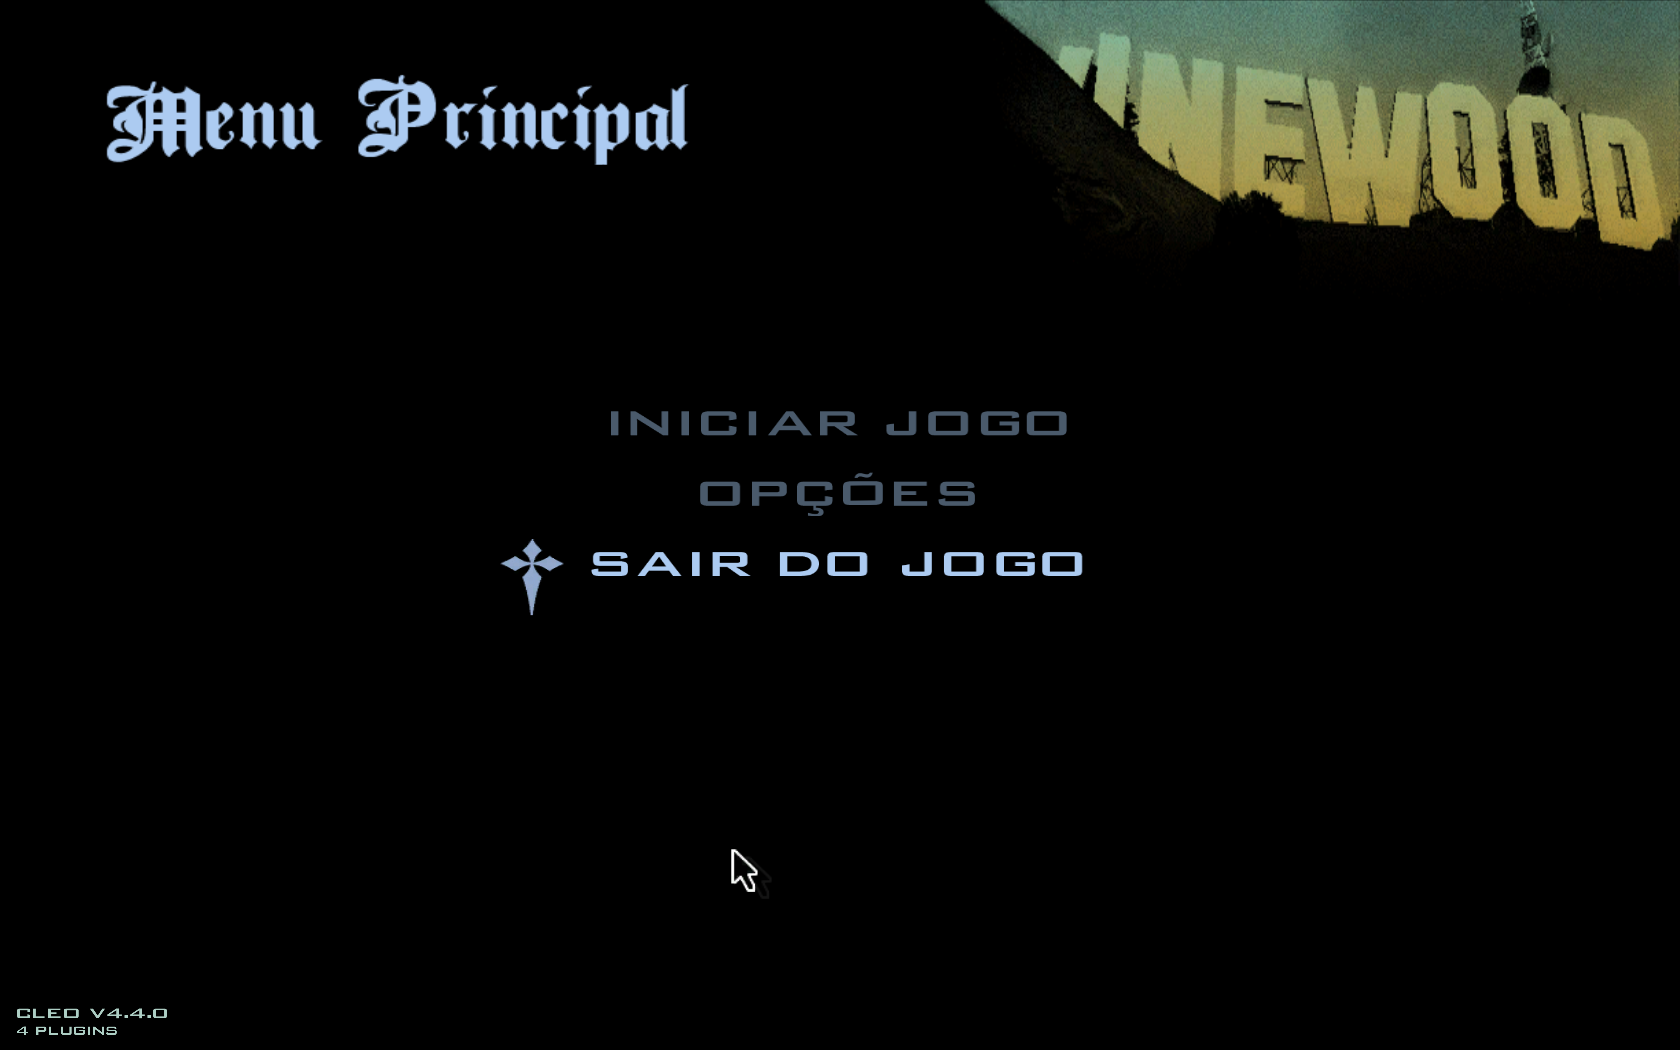 Menu Principal
INEWOOD
INICIAR JOGO
OPÇÕES
SAIR DO JOGO
CLEO V4.4.0
4 PLUGINS